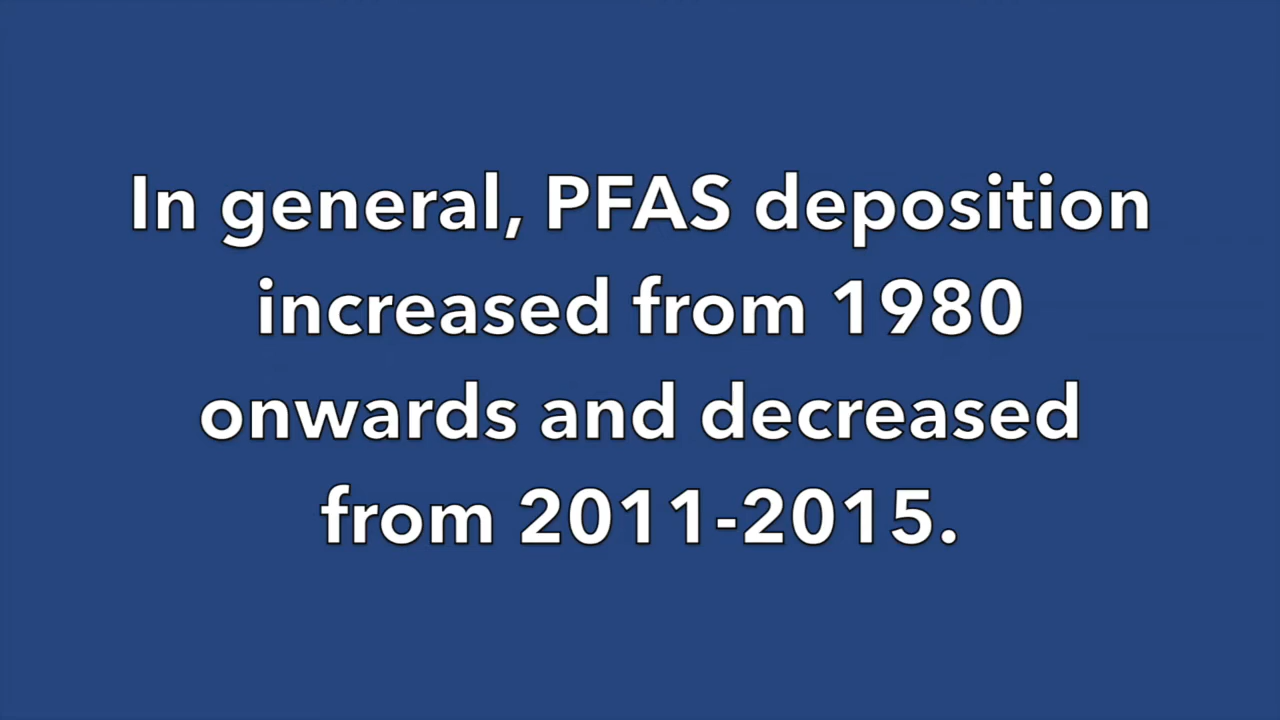 In general, PFAS deposition
increased from 1980
onwards and decreased
from 2011-2015.